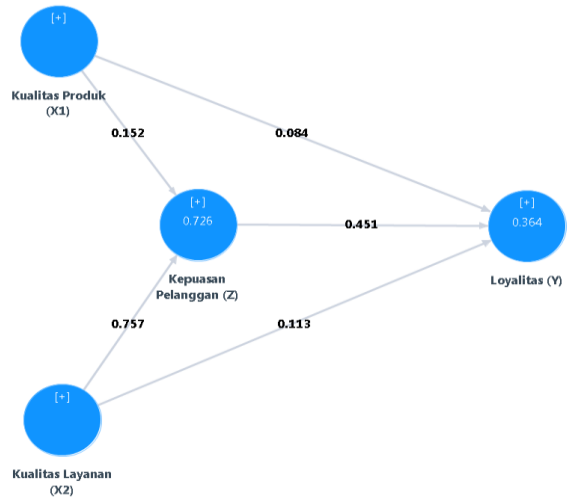 [+]
Kualitas Produk
(X1)
0.152
0.084
[+]
0.726
Kepuasan
Pelanggan (Z)
0.451
[+]
0.364
Loyalitas (Y)
0.757
0.113
[+]
Kualitas Layanan
(X2)